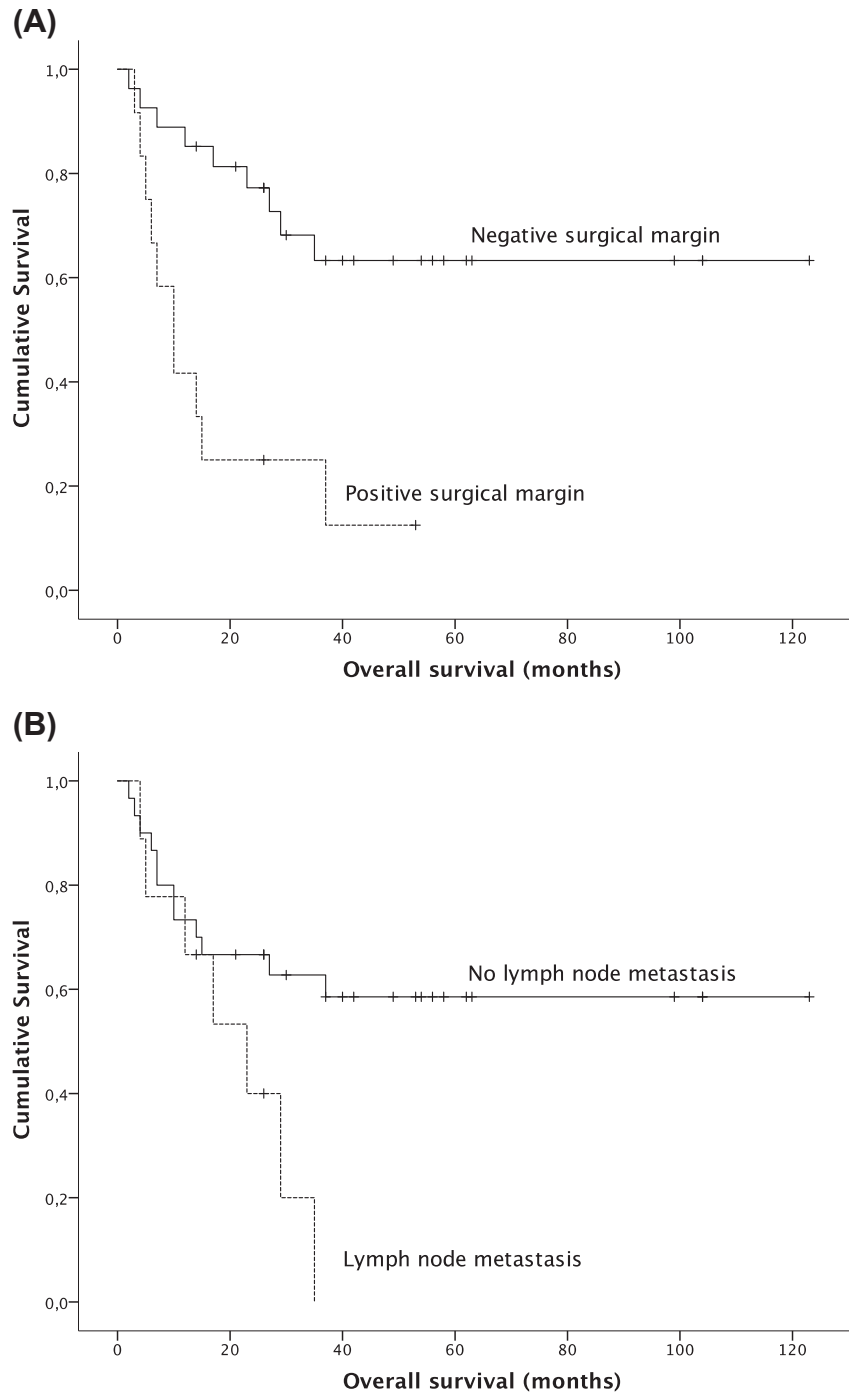 (A)
1,0
0,8
0,6
0,4
0,2
0,0
Cumulative Survival
Negative surgical margin
Positive surgical margin
0 20 40 60 80 100 120
Overall survival (months)
(B)
1,0
0,8
0,6
0,4
0,2
0,0
Cumulative Survival
No lymph node metastasis
Lymph node metastasis
0 20 40 60 80 100 120
Overall survival (months)